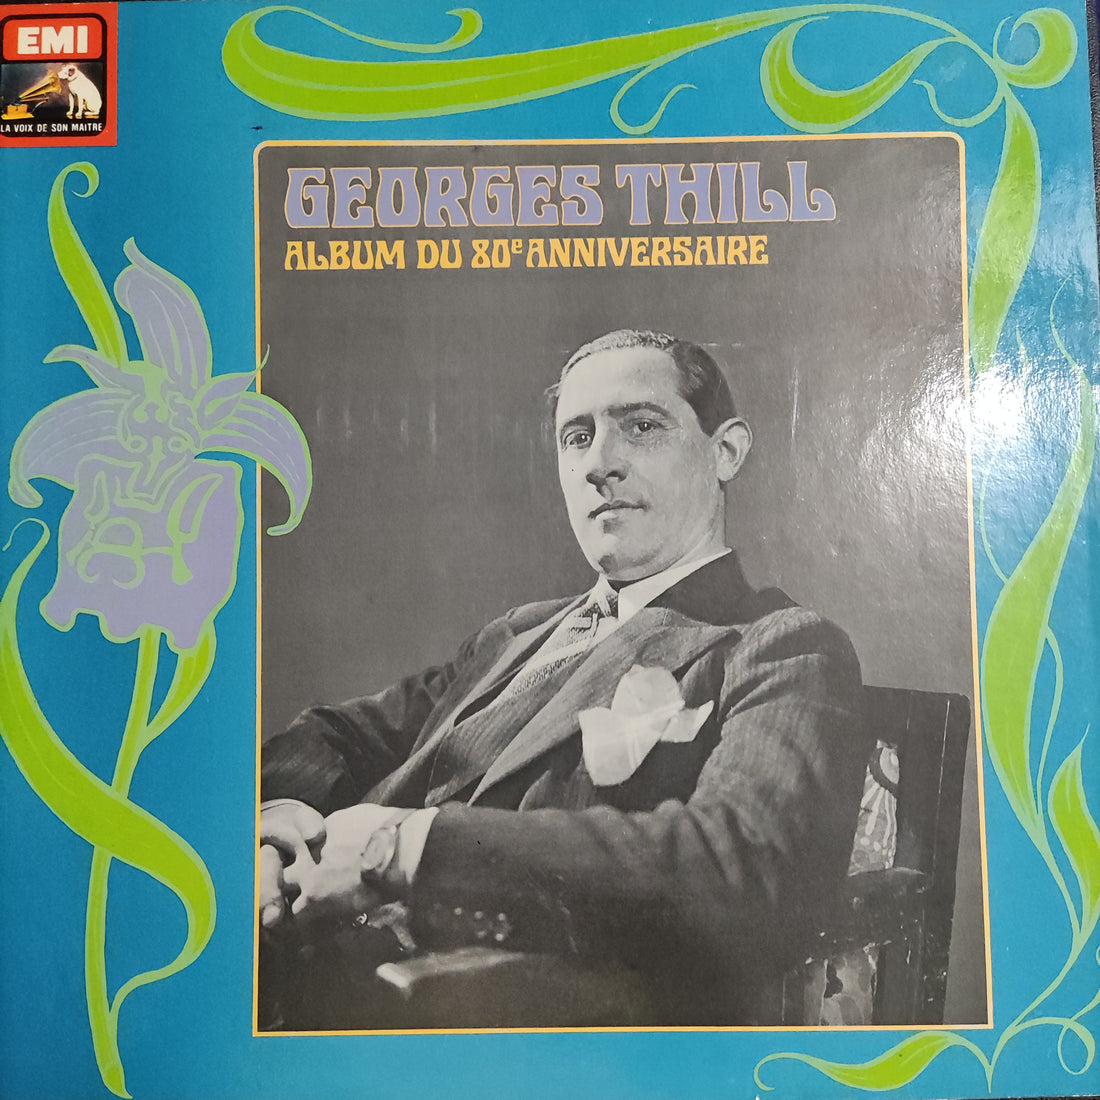 EMI
LA VOIX DE SON MAITRE
GEORGES THILL
ALBUM DU 80e ANNIVERSAIRE